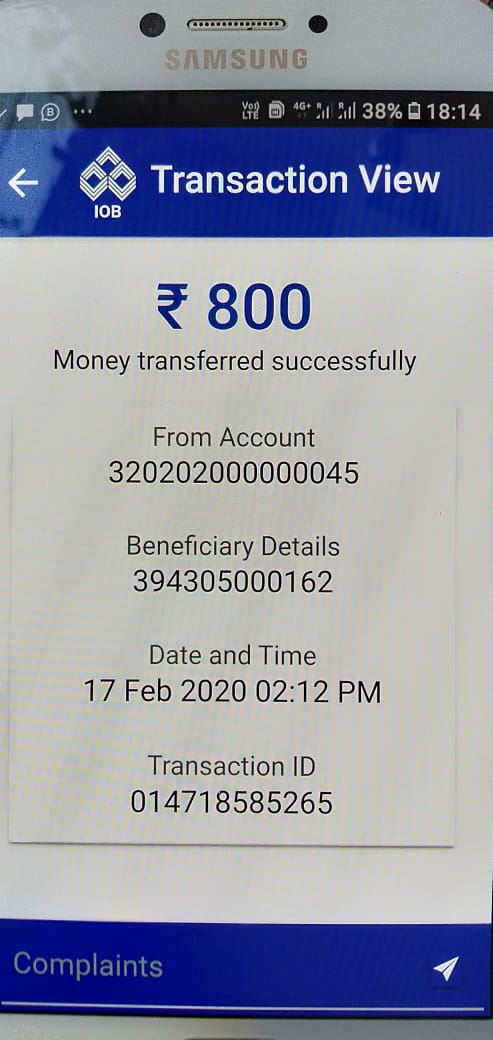 SAMSUNG
Vo)) LTE 4G+ R R 38% 18:14
IOB
Transaction View
₹ 800
Money transferred successfully
From Account
320202000000045
Beneficiary Details
394305000162
Date and Time
17 Feb 2020 02:12 PM
Transaction ID
014718585265
Complaints